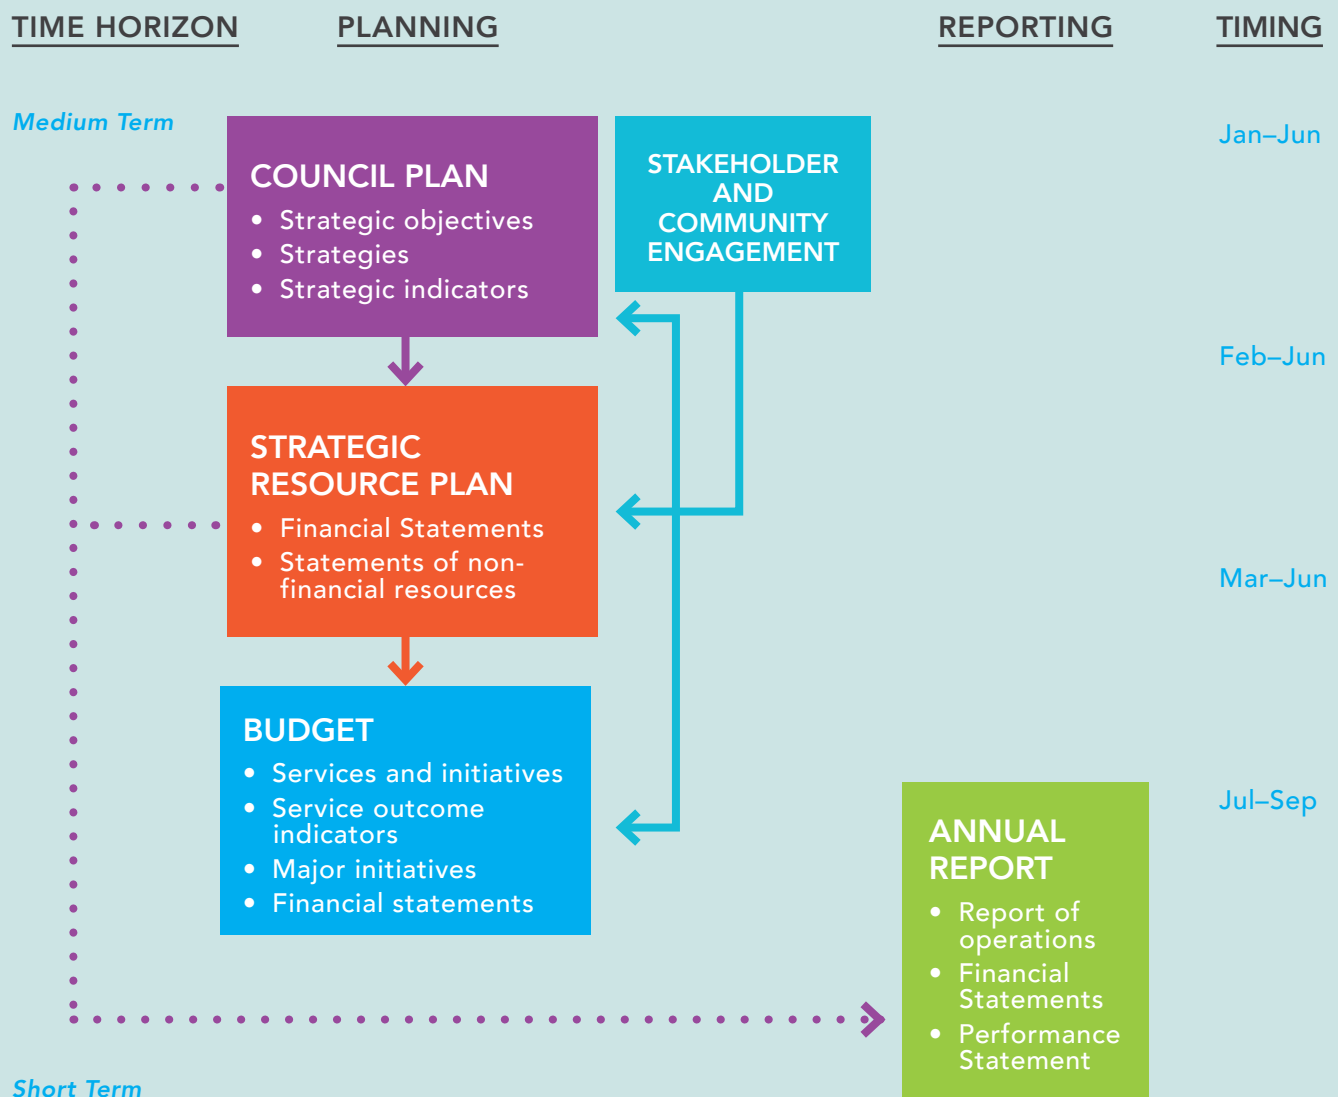 TIME HORIZON
PLANNING
REPORTING
TIMING
Medium Term
COUNCIL PLAN
• Strategic objectives
• Strategies
• Strategic indicators
STAKEHOLDER
AND
COMMUNITY
ENGAGEMENT
Jan–Jun
Feb–Jun
STRATEGIC
RESOURCE PLAN
• Financial Statements
• Statements of non-
financial resources
Mar–Jun
BUDGET
• Services and initiatives
• Service outcome
indicators
• Major initiatives
• Financial statements
Jul–Sep
ANNUAL
REPORT
• Report of
operations
• Financial
Statements
• Performance
Statement
Short Term